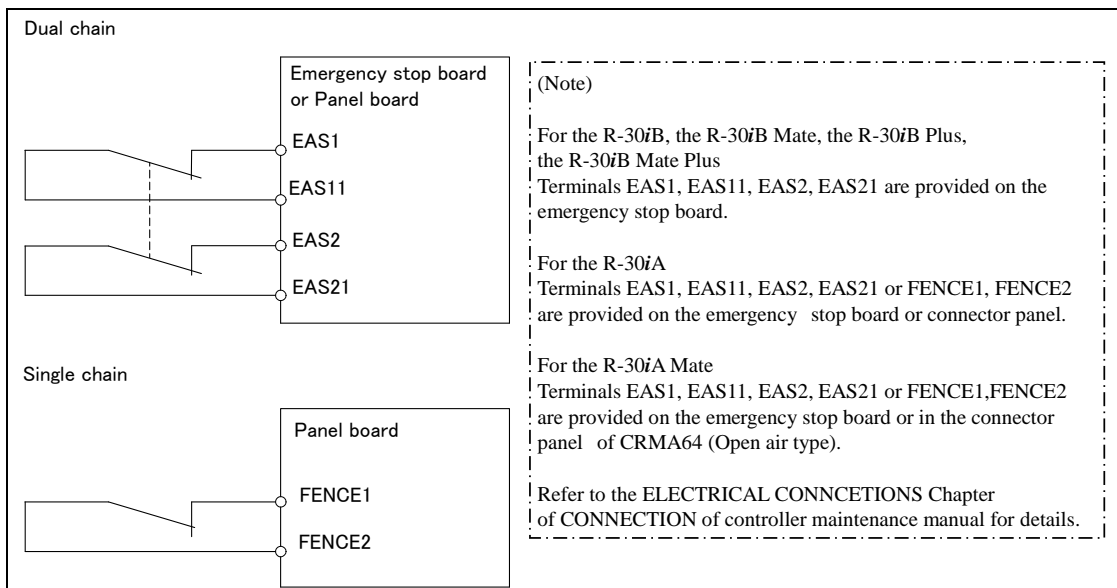 Dual chain
Emergency stop board
or Panel board
EAS1
EAS11
EAS2
EAS21
Single chain
Panel board
FENCE1
FENCE2
(Note)
For the R-30iB, the R-30iB Mate, the R-30iB Plus,
the R-30iB Mate Plus
Terminals EAS1, EAS11, EAS2, EAS21 are provided on the
emergency stop board.
For the R-30iA
Terminals EAS1, EAS11, EAS2, EAS21 or FENCE1, FENCE2
are provided on the emergency stop board or connector panel.
For the R-30iA Mate
Terminals EAS1, EAS11, EAS2, EAS21 or FENCE1,FENCE2
are provided on the emergency stop board or in the connector
panel of CRMA64 (Open air type).
Refer to the ELECTRICAL CONNCETIONS Chapter
of CONNECTION of controller maintenance manual for details.